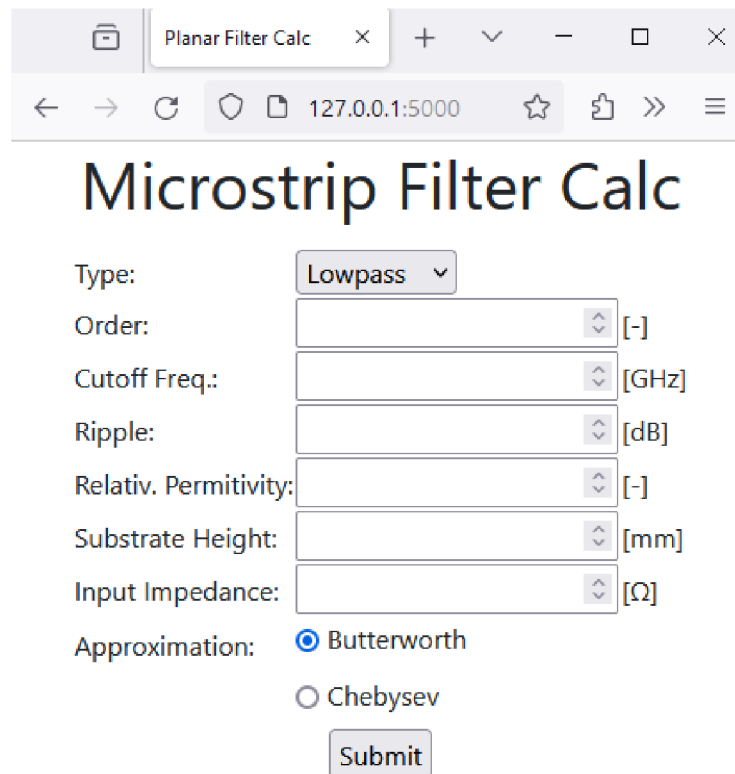 Planar Filter Calc
127.0.0.1:5000
Microstrip Filter Calc
Type: Lowpass
Order: [-]
Cutoff Freq.: [GHz]
Ripple: [dB]
Relativ. Permitivity: [-]
Substrate Height: [mm]
Input Impedance: [Ω]
Approximation: Butterworth
Chebysev
Submit